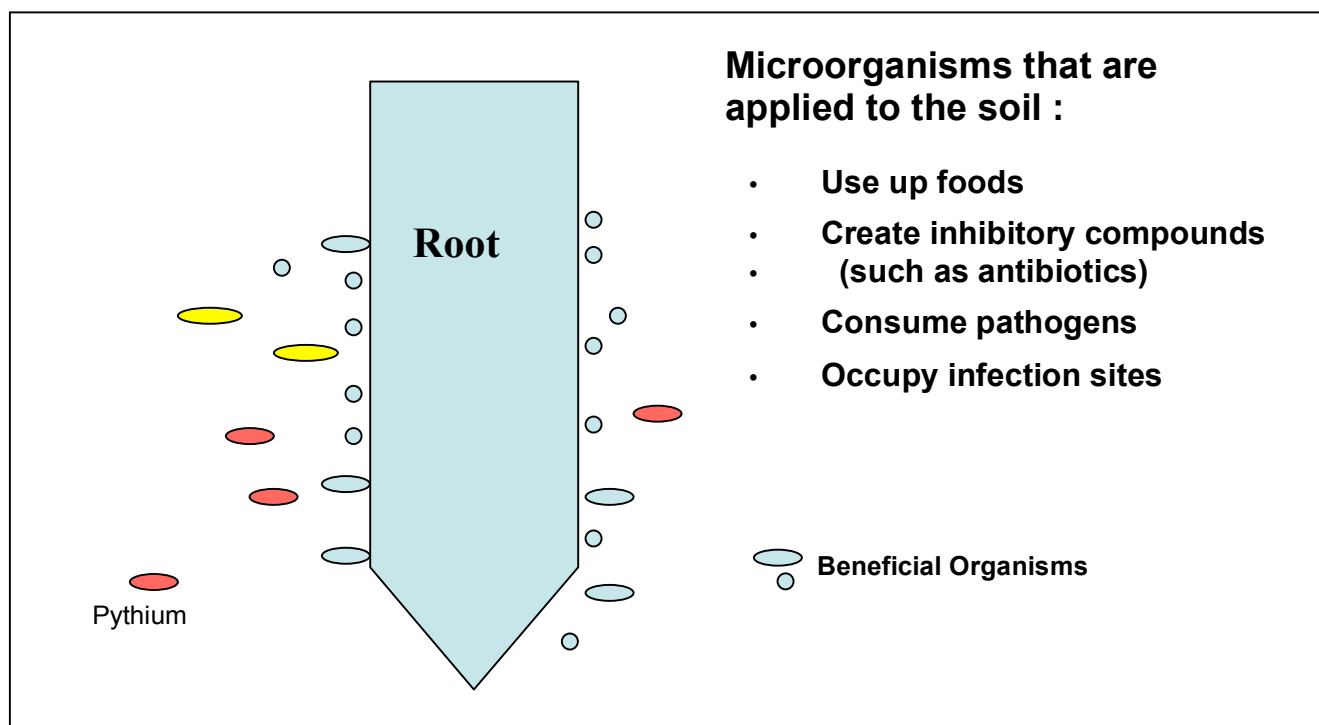 Microorganisms that are
applied to the soil :
• Use up foods
• Create inhibitory compounds
• (such as antibiotics)
• Consume pathogens
• Occupy infection sites
Root
Beneficial Organisms
Pythium